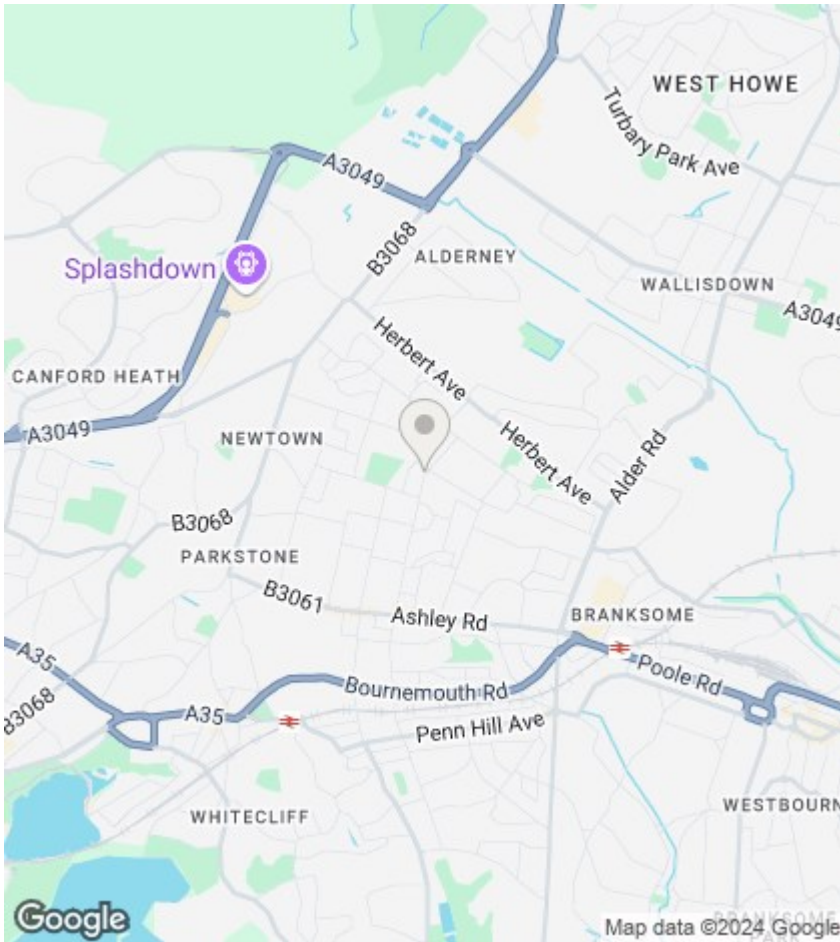 WEST HOWE
Turbary Park Ave
A3049
B3068
ALDERNEY
Splashdown
WALLISDOWN
A3049
Herbert Ave
CANFORD HEATH
A3049
NEWTOWN
Herbert Ave
Alder Rd
B3068
PARKSTONE
B3061
Ashley Rd
BRANKSOME
A35
Bournemouth Rd
Poole Rd
B3068
A35
Penn Hill Ave
WHITECLIFF
WESTBOURN
BRANKSOME
Google
Map data ©2024 Google